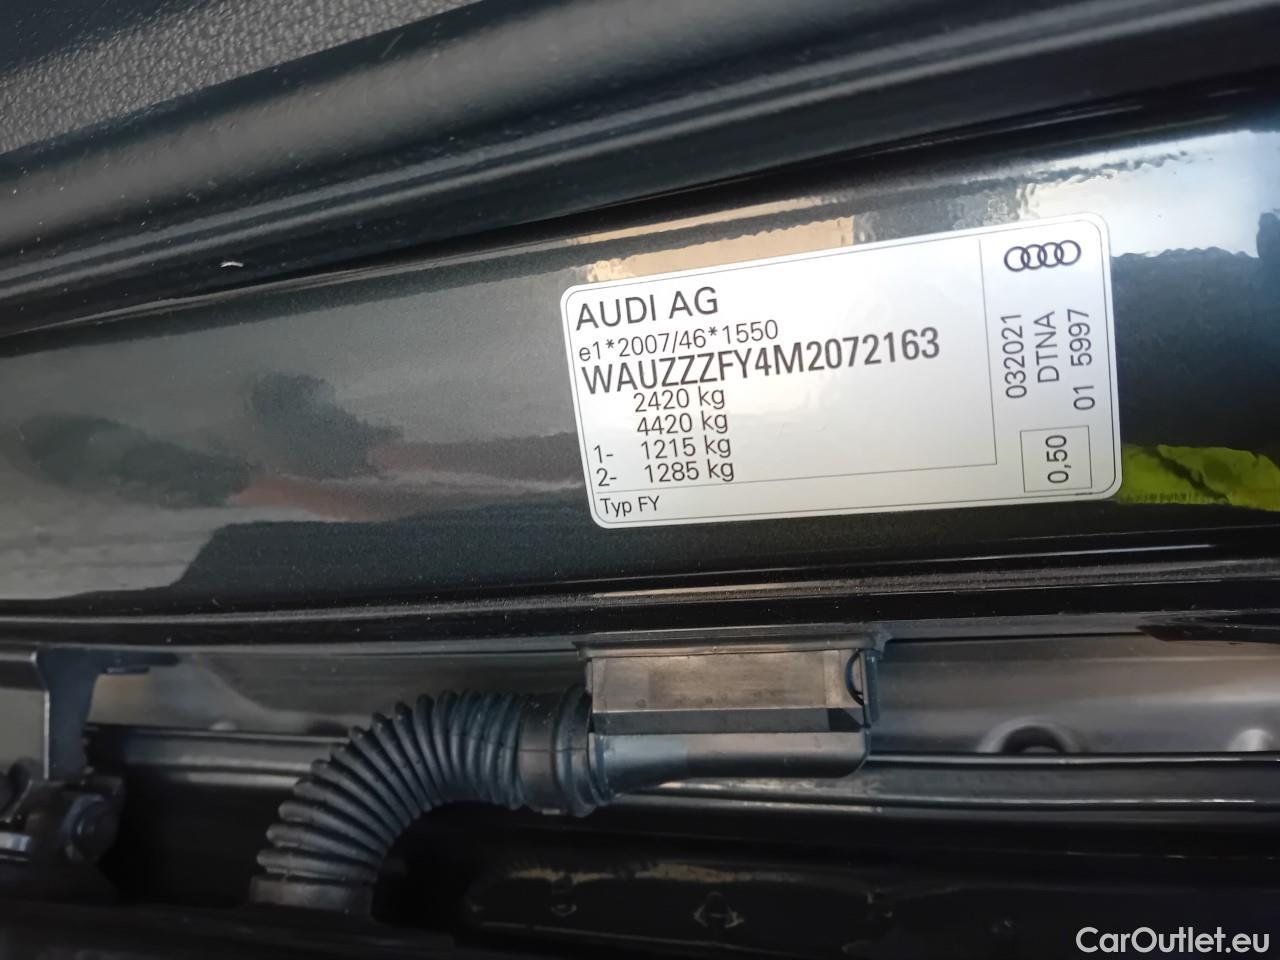 AUDI AG
e1*2007/46*1550
WAUZZZFY4M2072163
2420 kg
4420 kg
1- 1215 kg
2- 1285 kg
Typ FY
032021
DTNA
01 5997
0,50
CarOutlet.eu